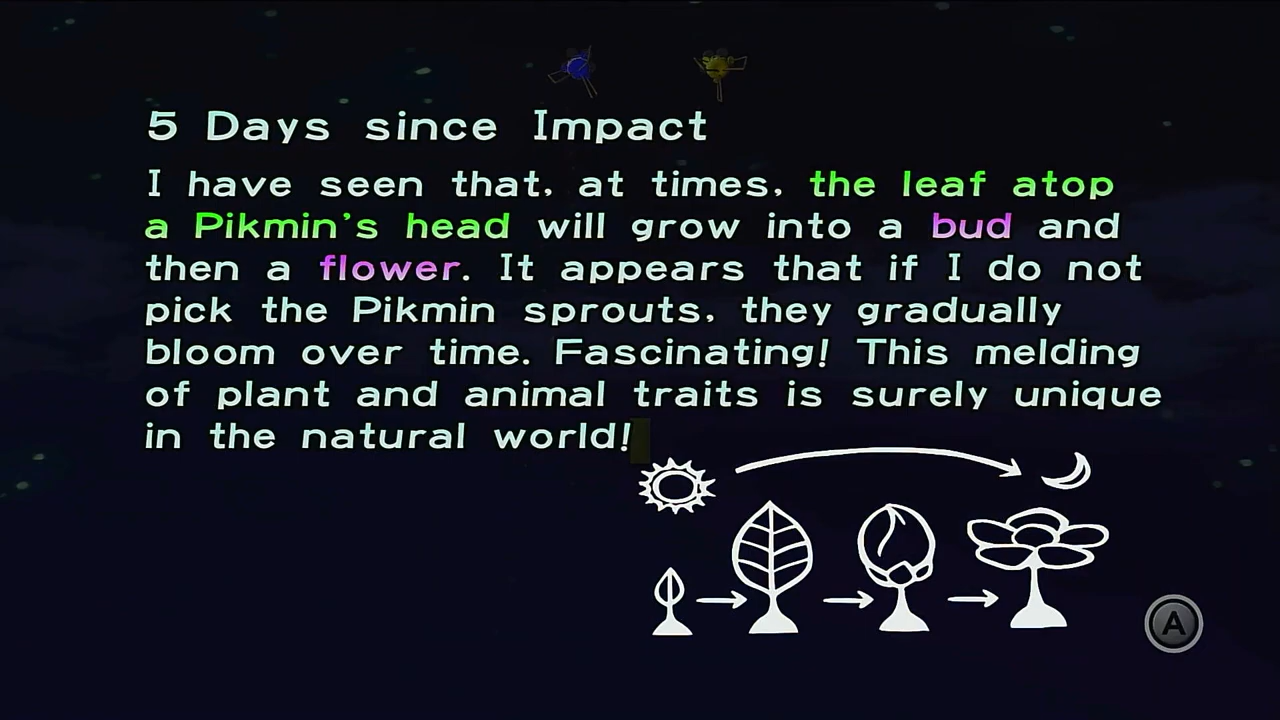 5 Days since Impact
I have seen that, at times, the leaf atop
a Pikmin's head will grow into a bud and
then a flower. It appears that if I do not
pick the Pikmin sprouts, they gradually
bloom over time. Fascinating! This melding
of plant and animal traits is surely unique
in the natural world!
A